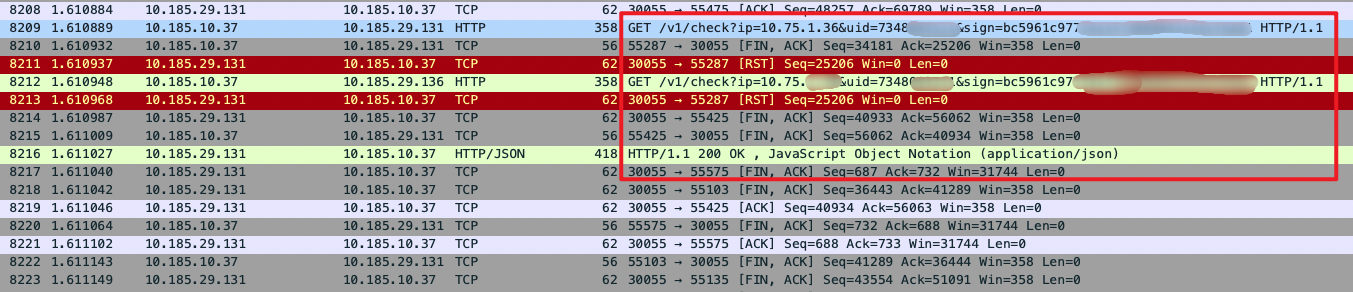 8208 1.610884 10.185.29.131 10.185.10.37 TCP 62 30055 → 55475 [ACK] Seq=48257 Ack=69789 Win=358 Len=0
8209 1.610889 10.185.10.37 10.185.29.131 HTTP 358 GET /v1/check?ip=10.75.1.36&uid=7348 &sign=bc5961c977 HTTP/1.1
8210 1.610932 10.185.10.37 10.185.29.131 TCP 56 55287 → 30055 [FIN, ACK] Seq=34181 Ack=25206 Win=358 Len=0
8211 1.610937 10.185.29.131 10.185.10.37 TCP 62 30055 → 55287 [RST] Seq=25206 Win=0 Len=0
8212 1.610948 10.185.10.37 10.185.29.136 HTTP 358 GET /v1/check?ip=10.75. &uid=7348 &sign=bc5961c97 HTTP/1.1
8213 1.610968 10.185.29.131 10.185.10.37 TCP 62 30055 → 55287 [RST] Seq=25206 Win=0 Len=0
8214 1.610987 10.185.29.131 10.185.10.37 TCP 62 30055 → 55425 [FIN, ACK] Seq=40933 Ack=56062 Win=358 Len=0
8215 1.611009 10.185.10.37 10.185.29.131 TCP 56 55425 → 30055 [FIN, ACK] Seq=56062 Ack=40934 Win=358 Len=0
8216 1.611027 10.185.29.131 10.185.10.37 HTTP/JSON 418 HTTP/1.1 200 OK , JavaScript Object Notation (application/json)
8217 1.611040 10.185.29.131 10.185.10.37 TCP 62 30055 → 55575 [FIN, ACK] Seq=687 Ack=732 Win=31744 Len=0
8218 1.611042 10.185.29.131 10.185.10.37 TCP 62 30055 → 55103 [FIN, ACK] Seq=36443 Ack=41289 Win=358 Len=0
8219 1.611046 10.185.29.131 10.185.10.37 TCP 62 30055 → 55425 [ACK] Seq=40934 Ack=56063 Win=358 Len=0
8220 1.611064 10.185.10.37 10.185.29.131 TCP 56 55575 → 30055 [FIN, ACK] Seq=732 Ack=688 Win=31744 Len=0
8221 1.611102 10.185.29.131 10.185.10.37 TCP 62 30055 → 55575 [ACK] Seq=688 Ack=733 Win=31744 Len=0
8222 1.611143 10.185.10.37 10.185.29.131 TCP 56 55103 → 30055 [FIN, ACK] Seq=41289 Ack=36444 Win=358 Len=0
8223 1.611149 10.185.29.131 10.185.10.37 TCP 62 30055 → 55135 [FIN, ACK] Seq=43554 Ack=51091 Win=358 Len=0